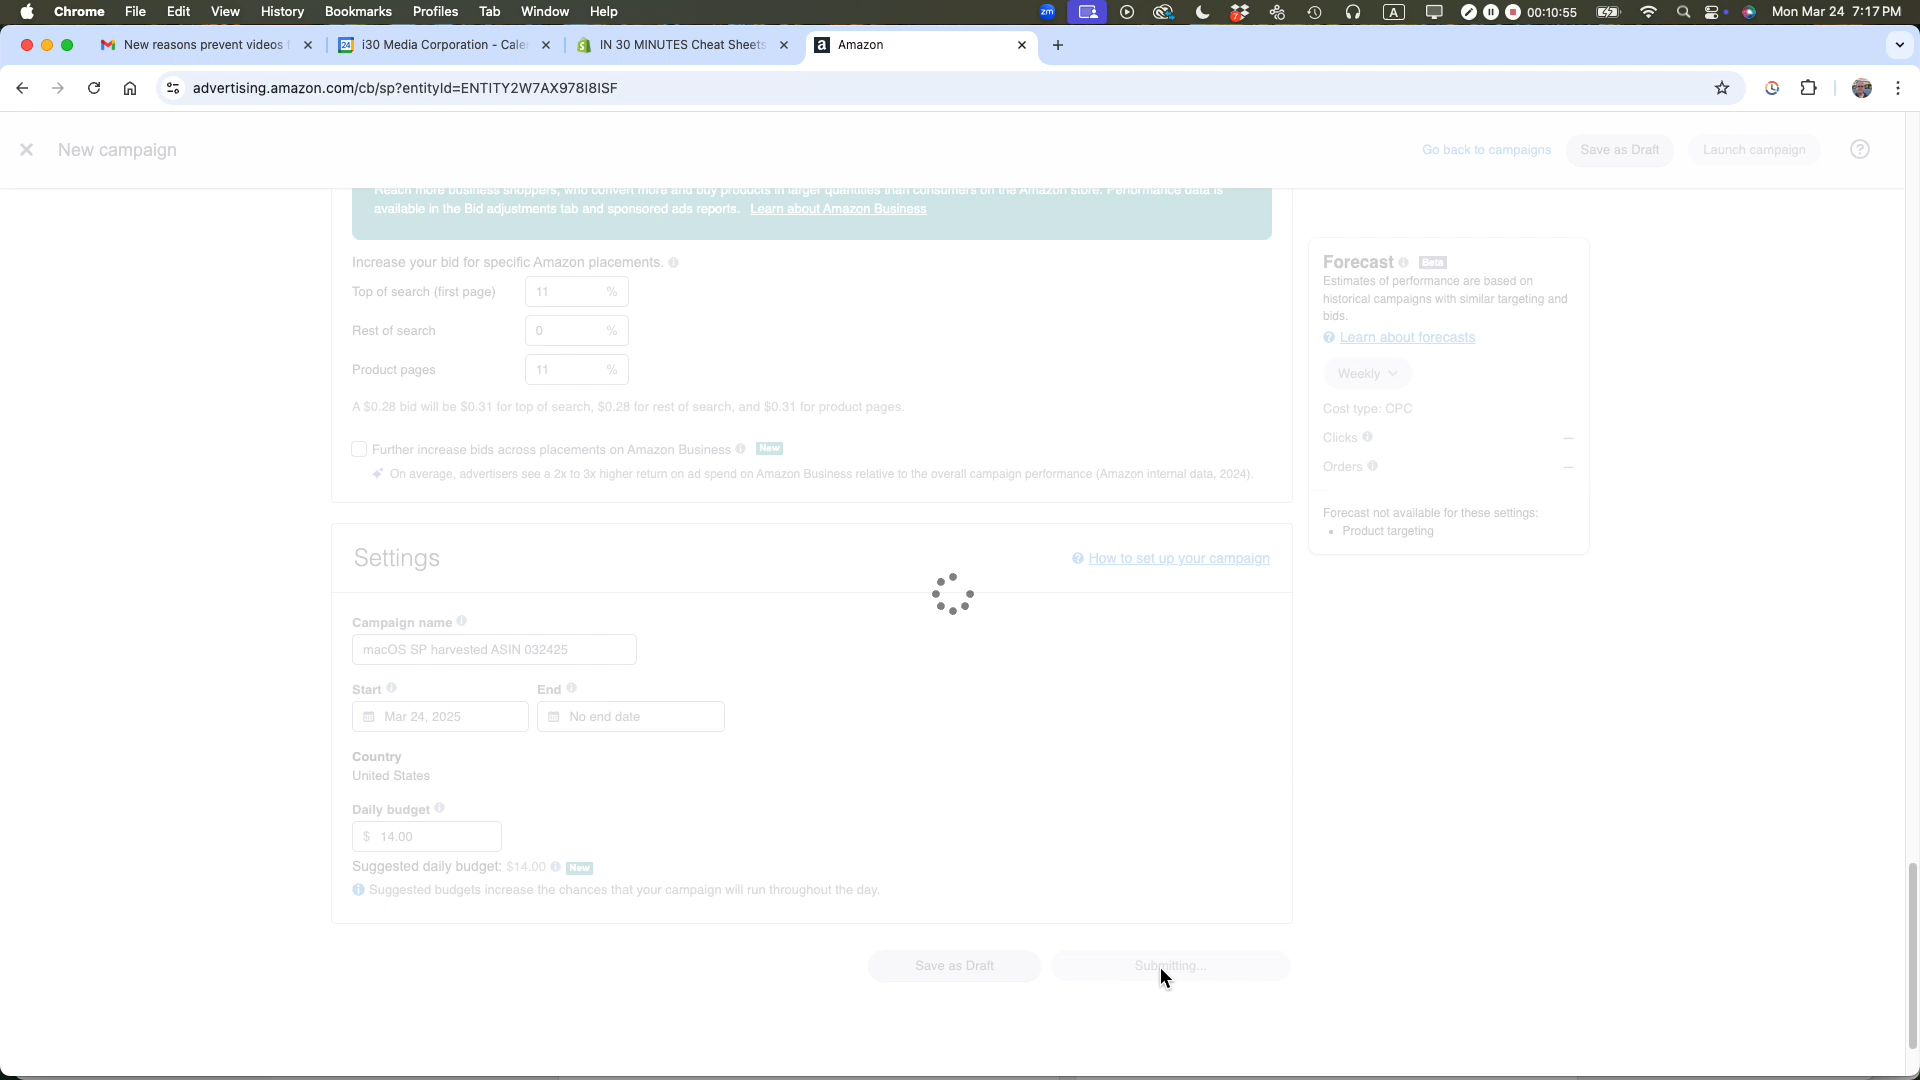 Chrome File Edit View History Bookmarks Profiles Tab Window Help
zm 7 A 00:10:55 Mon Mar 24 7:17 PM
New reasons prevent videos
24 i30 Media Corporation - Cale
IN 30 MINUTES Cheat Sheets
a Amazon
advertising.amazon.com/cb/sp?entityId=ENTITY2W7AX978I8ISF
New campaign
Go back to campaigns Save as Draft Launch campaign
Reach more business shoppers, who convert more and buy products in larger quantities than consumers on the Amazon store. Performance data is
available in the Bid adjustments tab and sponsored ads reports. Learn about Amazon Business
Increase your bid for specific Amazon placements.
Top of search (first page) 11 %
Rest of search 0 %
Product pages 11 %
A $0.28 bid will be $0.31 for top of search, $0.28 for rest of search, and $0.31 for product pages.
Further increase bids across placements on Amazon Business New
On average, advertisers see a 2x to 3x higher return on ad spend on Amazon Business relative to the overall campaign performance (Amazon internal data, 2024).
Forecast Beta
Estimates of performance are based on
historical campaigns with similar targeting and
bids.
Learn about forecasts
Weekly
Cost type: CPC
Clicks —
Orders —
Forecast not available for these settings:
• Product targeting
Settings
How to set up your campaign
Campaign name
macOS SP harvested ASIN 032425
Start End
Mar 24, 2025 No end date
Country
United States
Daily budget
$ 14.00
Suggested daily budget: $14.00 New
Suggested budgets increase the chances that your campaign will run throughout the day.
Save as Draft Submitting...